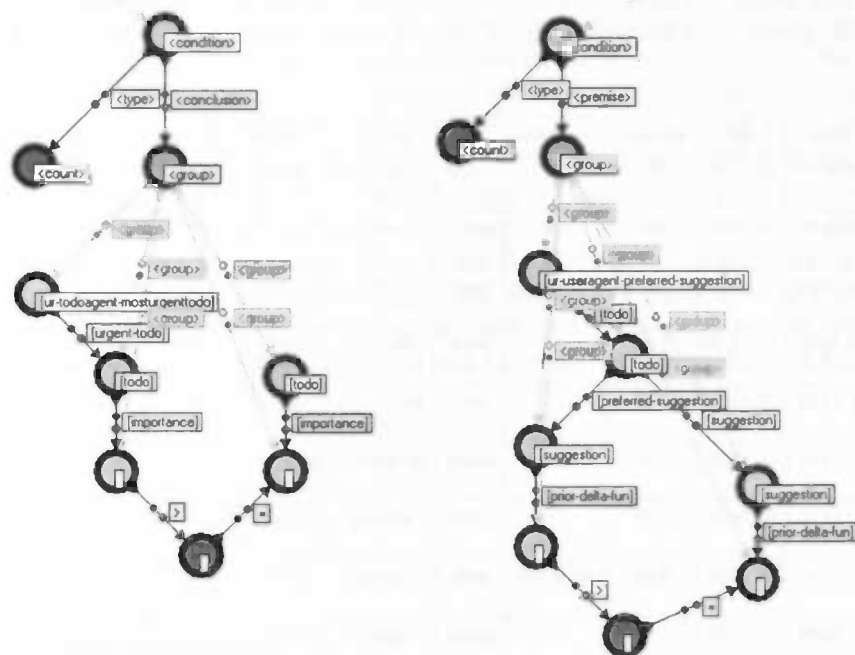 <condition>
<type>
<conclusion>
<count>
<group>
<group>
<group>
<group>
[ur-todoagent-mosturgenttodo]
<group>
<group>
[urgent-todo]
[todo]
[todo]
[importance]
[importance]
>
=
<condition>
<type>
<premise>
<count>
<group>
<group>
<group>
[ur-useragent-preferred-suggestion]
<group>
[todo]
<group>
<group>
[todo]
<group>
[preferred-suggestion]
[suggestion]
[suggestion]
[suggestion]
[prior-delta-fun]
[prior-delta-fun]
>
=